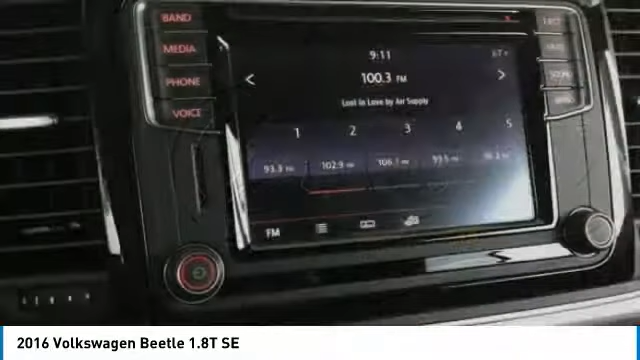 BAND
MEDIA
PHONE
VOICE
9:11
100.3 FM
Lost in Love by Air Supply
1 2 3 4 5
93.3 102.9 106.1
FM
2016 Volkswagen Beetle 1.8T SE